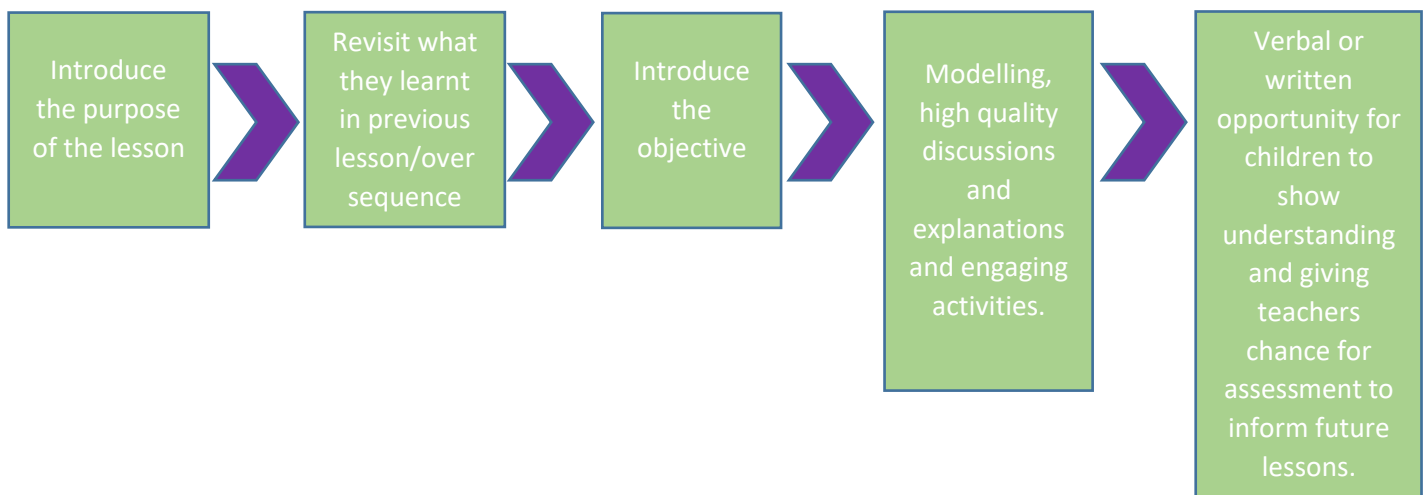 Introduce
the purpose
of the lesson
Revisit what
they learnt
in previous
lesson/over
sequence
Introduce
the
objective
Modelling,
high quality
discussions
and
explanations
and engaging
activities.
Verbal or
written
opportunity for
children to
show
understanding
and giving
teachers
chance for
assessment to
inform future
lessons.